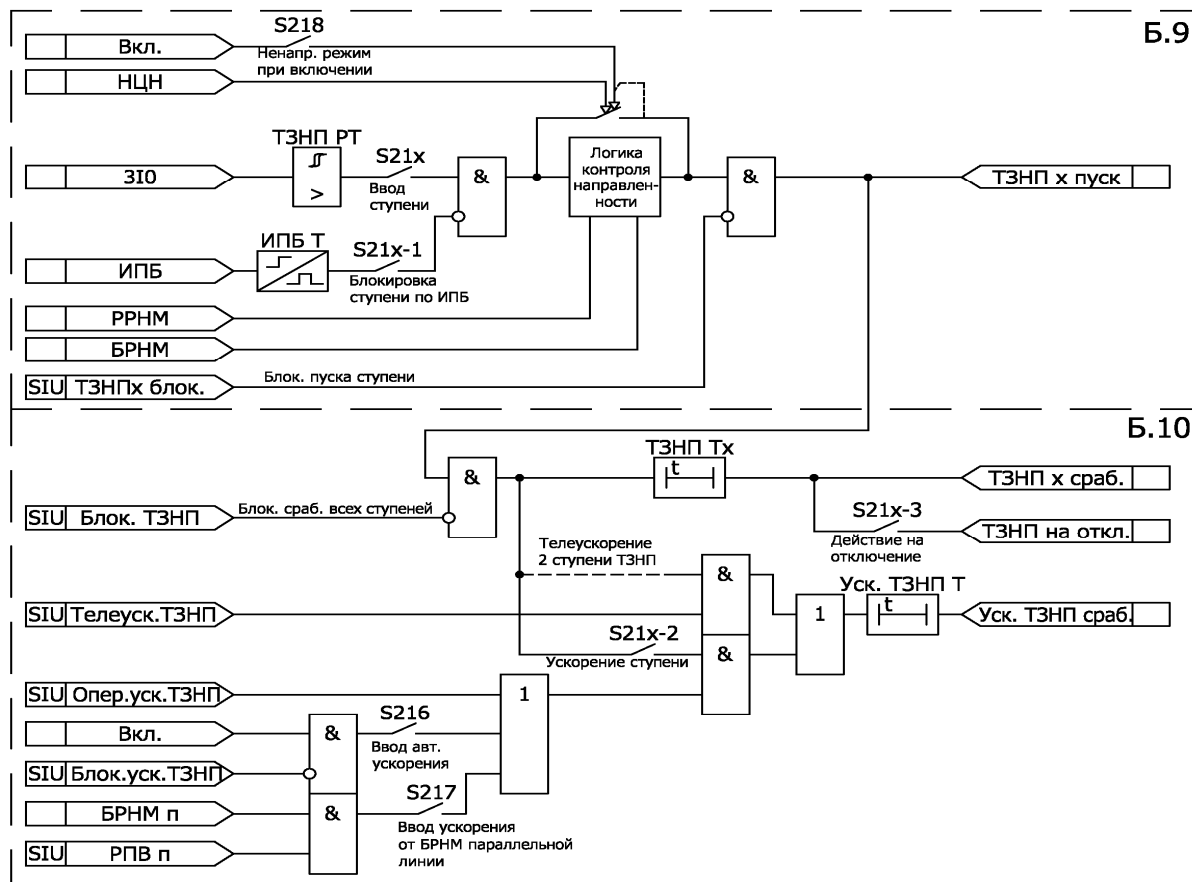 Б.9
S218
Вкл.
Ненапр. режим
при включении
НЦН
ТЗНП РТ
3I0
>
S21x
Ввод
ступени
&
Логика
контроля
направлен-
ности
&
ТЗНП x пуск
ИПБ
ИПБ Т
S21x-1
Блокировка
ступени по ИПБ
РРНМ
БРНМ
SIU ТЗНПx блок.
Блок. пуска ступени
Б.10
ТЗНП Tx
&
t
ТЗНП x сраб.
SIU Блок. ТЗНП
Блок. сраб. всех ступеней
S21x-3
Действие на
отключение
ТЗНП на откл.
Телеускорение
2 ступени ТЗНП
&
Уск. ТЗНП Т
SIU Телеуск.ТЗНП
1
t
Уск. ТЗНП сраб.
S21x-2
Ускорение ступени
&
SIU Опер.уск.ТЗНП
1
Вкл.
&
S216
Ввод авт.
ускорения
SIU Блок.уск.ТЗНП
БРНМ п
&
S217
Ввод ускорения
от БРНМ параллельной
линии
SIU РПВ п